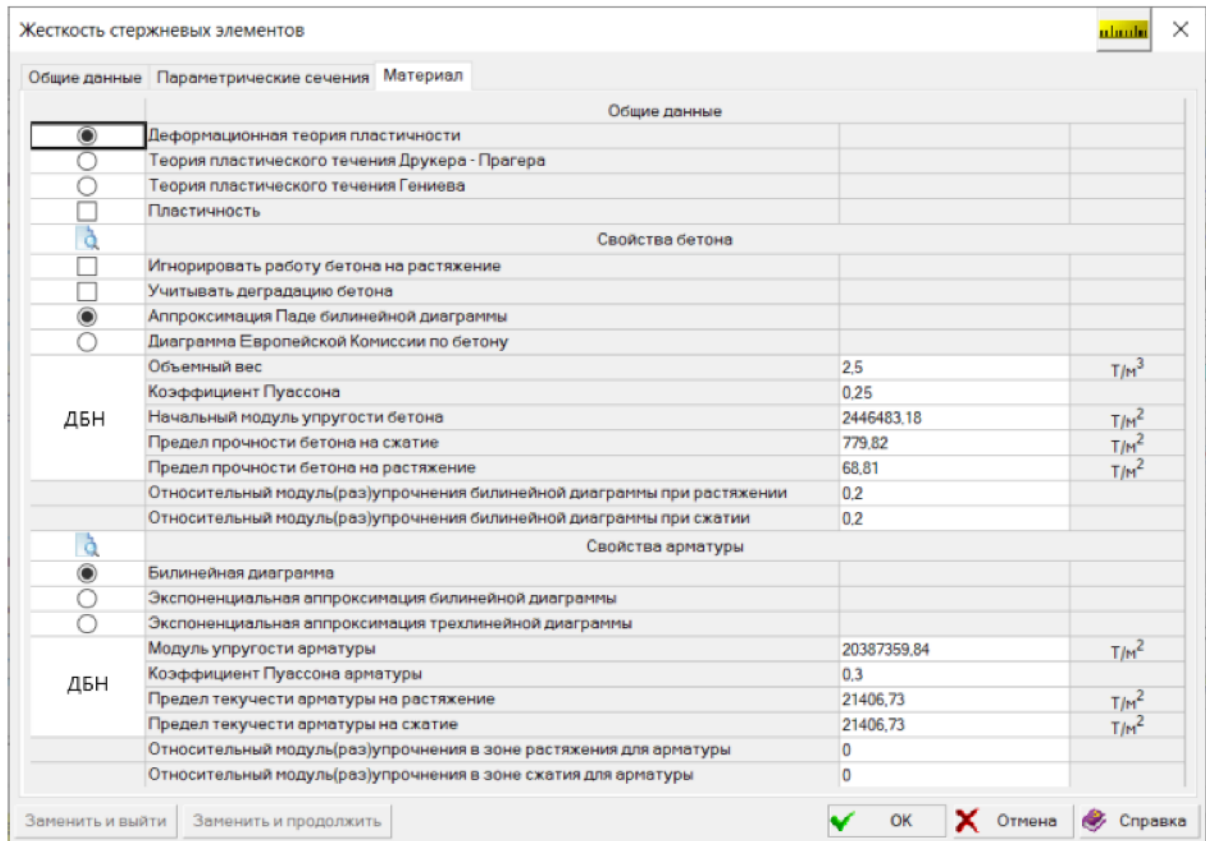 Жесткость стержневых элементов
Общие данные Параметрические сечения Материал
Общие данные
Деформационная теория пластичности
Теория пластического течения Друкера - Прагера
Теория пластического течения Гениева
Пластичность
Свойства бетона
Игнорировать работу бетона на растяжение
Учитывать деградацию бетона
Аппроксимация Паде билинейной диаграммы
Диаграмма Европейской Комиссии по бетону
ДБН
Объемный вес 2,5 Т/м³
Коэффициент Пуассона 0,25
Начальный модуль упругости бетона 2446483,18 Т/м²
Предел прочности бетона на сжатие 779,82 Т/м²
Предел прочности бетона на растяжение 68,81 Т/м²
Относительный модуль(раз)упрочнения билинейной диаграммы при растяжении 0,2
Относительный модуль(раз)упрочнения билинейной диаграммы при сжатии 0,2
Свойства арматуры
Билинейная диаграмма
Экспоненциальная аппроксимация билинейной диаграммы
Экспоненциальная аппроксимация трехлинейной диаграммы
ДБН
Модуль упругости арматуры 20387359,84 Т/м²
Коэффициент Пуассона арматуры 0,3
Предел текучести арматуры на растяжение 21406,73 Т/м²
Предел текучести арматуры на сжатие 21406,73 Т/м²
Относительный модуль(раз)упрочнения в зоне растяжения для арматуры 0
Относительный модуль(раз)упрочнения в зоне сжатия для арматуры 0
Заменить и выйти Заменить и продолжить OK Отмена Справка